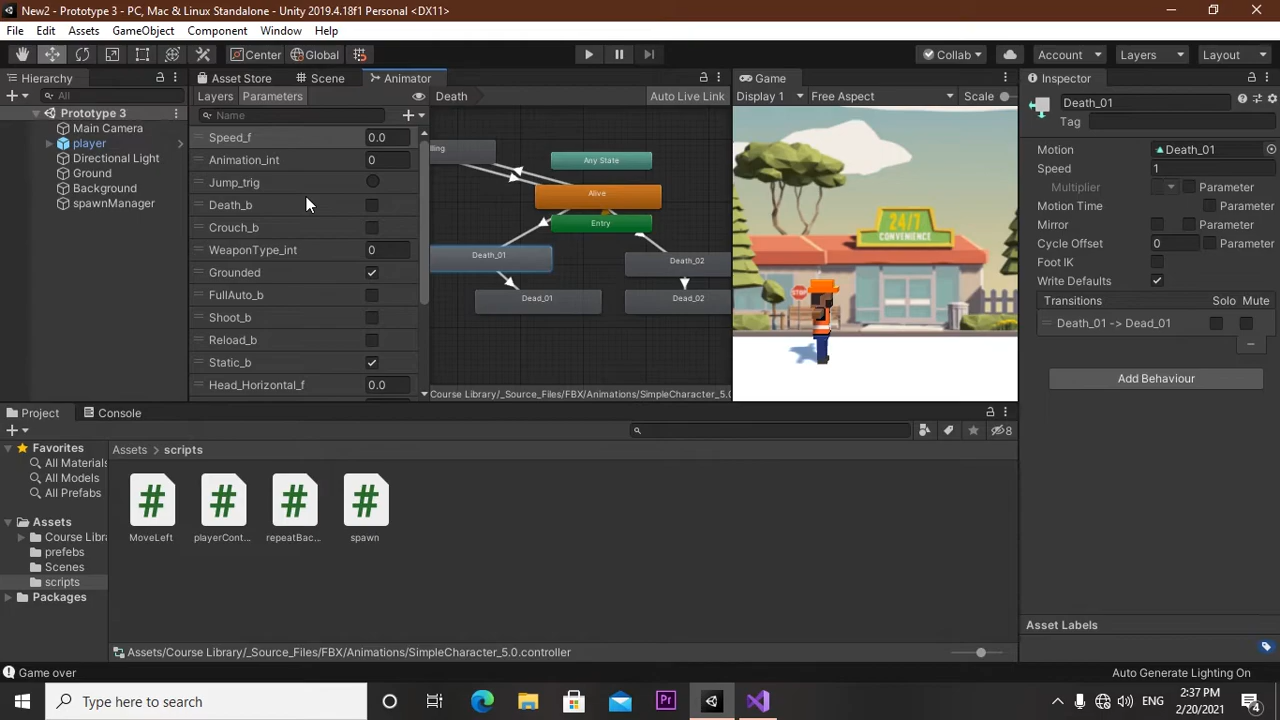 New2 - Prototype 3 - PC, Mac & Linux Standalone - Unity 2019.4.18f1 Personal <DX11>
File Edit Assets GameObject Component Window Help
Center Global Collab Account Layers Layout
Hierarchy
All
Prototype 3
Main Camera
player
Directional Light
Ground
Background
spawnManager
Asset Store Scene Animator
Layers Parameters
Name
Speed_f 0.0
Animation_int 0
Jump_trig
Death_b
Crouch_b
WeaponType_int 0
Grounded
FullAuto_b
Shoot_b
Reload_b
Static_b
Head_Horizontal_f 0.0
Death Auto Live Link
lling
Any State
Alive
Entry
Death_01
Death_02
Dead_01
Dead_02
Course Library/_Source_Files/FBX/Animations/SimpleCharacter_5.0
Game
Display 1 Free Aspect Scale
24/7
CONVENIENCE
STOP
Inspector
Death_01
Tag
Motion Death_01
Speed 1
Multiplier Parameter
Motion Time Parameter
Mirror Parameter
Cycle Offset 0 Parameter
Foot IK
Write Defaults
Transitions Solo Mute
Death_01 -> Dead_01
Add Behaviour
Asset Labels
Project Console
8
Favorites
All Materials
All Models
All Prefabs
Assets
Course Libra
prefebs
Scenes
scripts
Packages
Assets scripts
MoveLeft playerCont... repeatBac... spawn
Assets/Course Library/_Source_Files/FBX/Animations/SimpleCharacter_5.0.controller
Game over
Auto Generate Lighting On
Type here to search
Pr
2:37 PM
2/20/2021
4